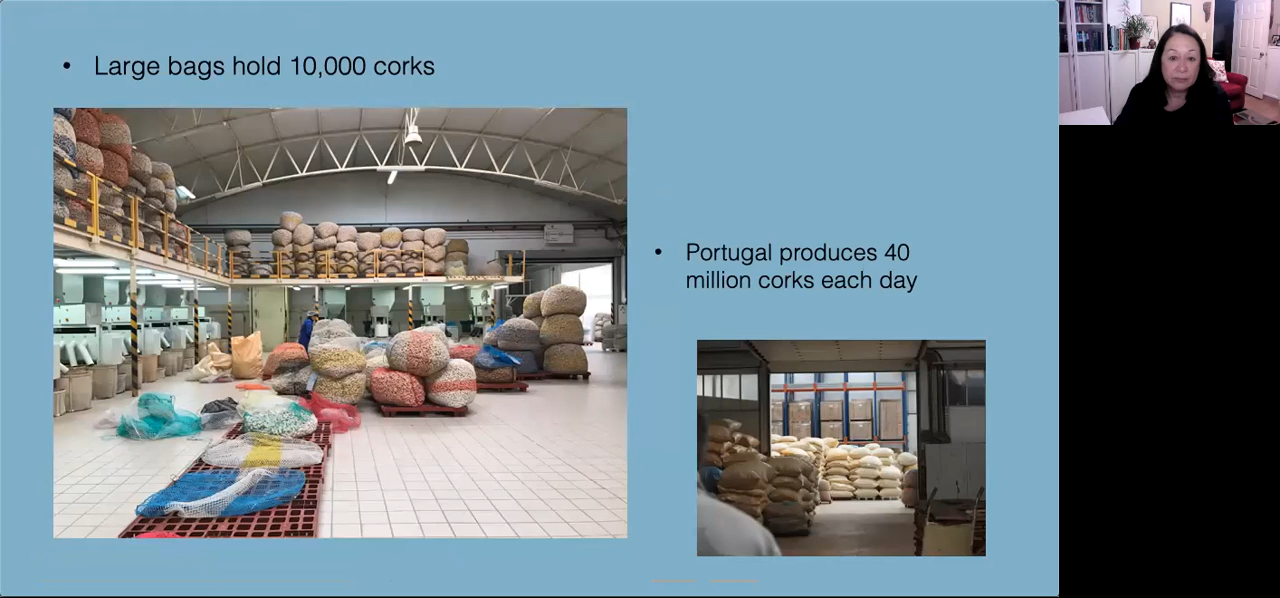 • Large bags hold 10,000 corks
• Portugal produces 40
million corks each day